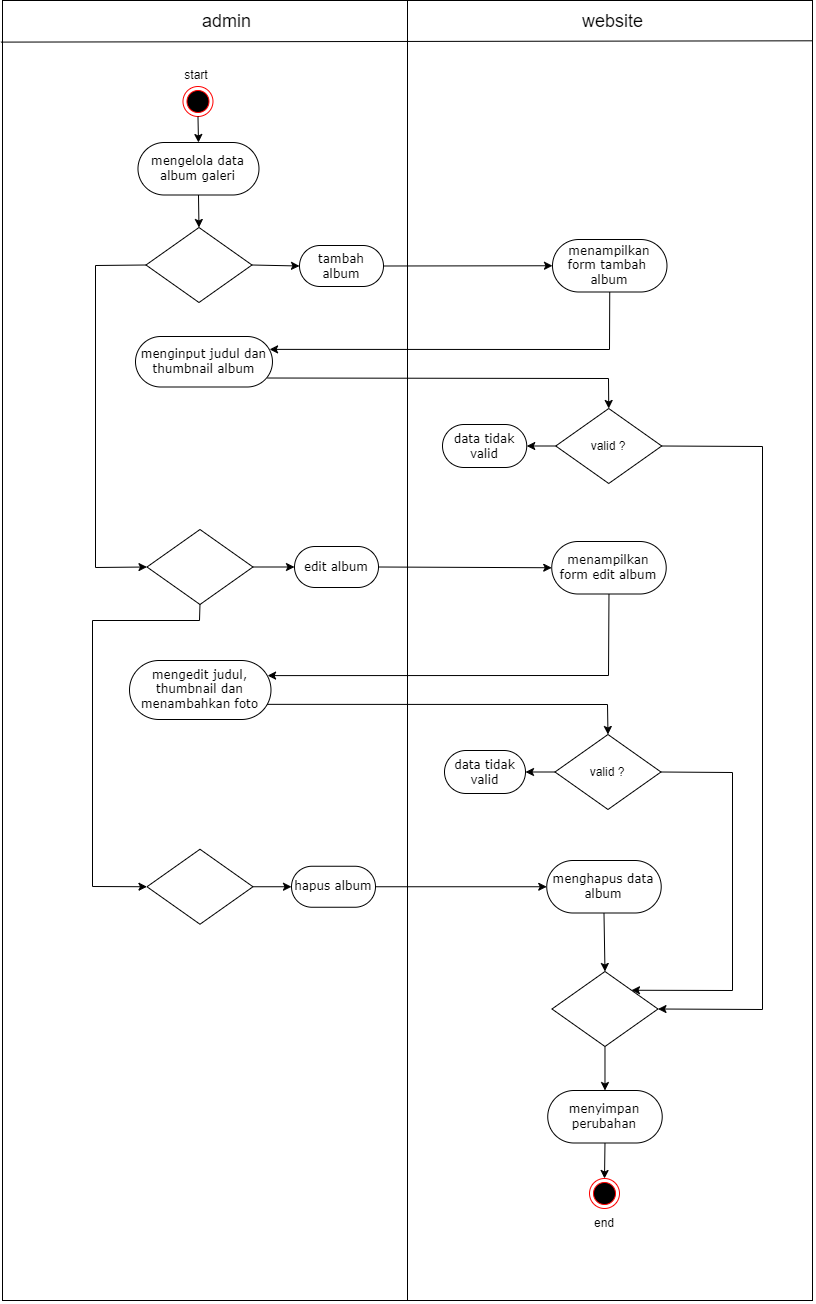 admin
website
start
mengelola data
album galeri
tambah
album
menampilkan
form tambah
album
menginput judul dan
thumbnail album
data tidak
valid
valid ?
edit album
menampilkan
form edit album
mengedit judul,
thumbnail dan
menambahkan foto
data tidak
valid
valid ?
hapus album
menghapus data
album
menyimpan
perubahan
end